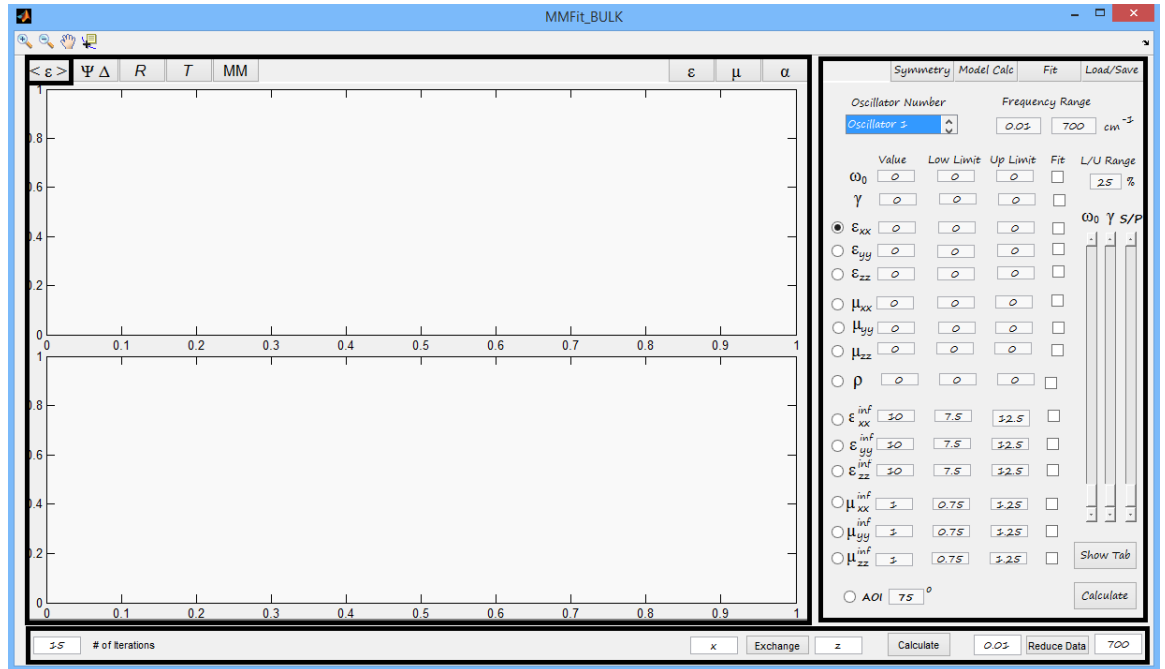 MMFit_BULK
< ε > Ψ Δ R T MM ε μ α
Symmetry Model Calc Fit Load/Save
1
0.8
0.6
0.4
0.2
0
0 0.1 0.2 0.3 0.4 0.5 0.6 0.7 0.8 0.9 1
1
0.8
0.6
0.4
0.2
0
0 0.1 0.2 0.3 0.4 0.5 0.6 0.7 0.8 0.9 1
Oscillator Number Frequency Range
Oscillator 1 0.01 700 cm⁻¹
Value Low Limit Up Limit Fit L/U Range
ω₀ 0 0 0 25 %
γ 0 0 0
ω₀ γ S/P
εxx 0 0 0
εyy 0 0 0
εzz 0 0 0
μxx 0 0 0
μyy 0 0 0
μzz 0 0 0
ρ 0 0 0
ε inf xx 10 7.5 12.5
ε inf yy 10 7.5 12.5
ε inf zz 10 7.5 12.5
μ inf xx 1 0.75 1.25
μ inf yy 1 0.75 1.25
μ inf zz 1 0.75 1.25
Show Tab
AOI 75 ⁰
Calculate
15 # of Iterations x Exchange z Calculate 0.01 Reduce Data 700